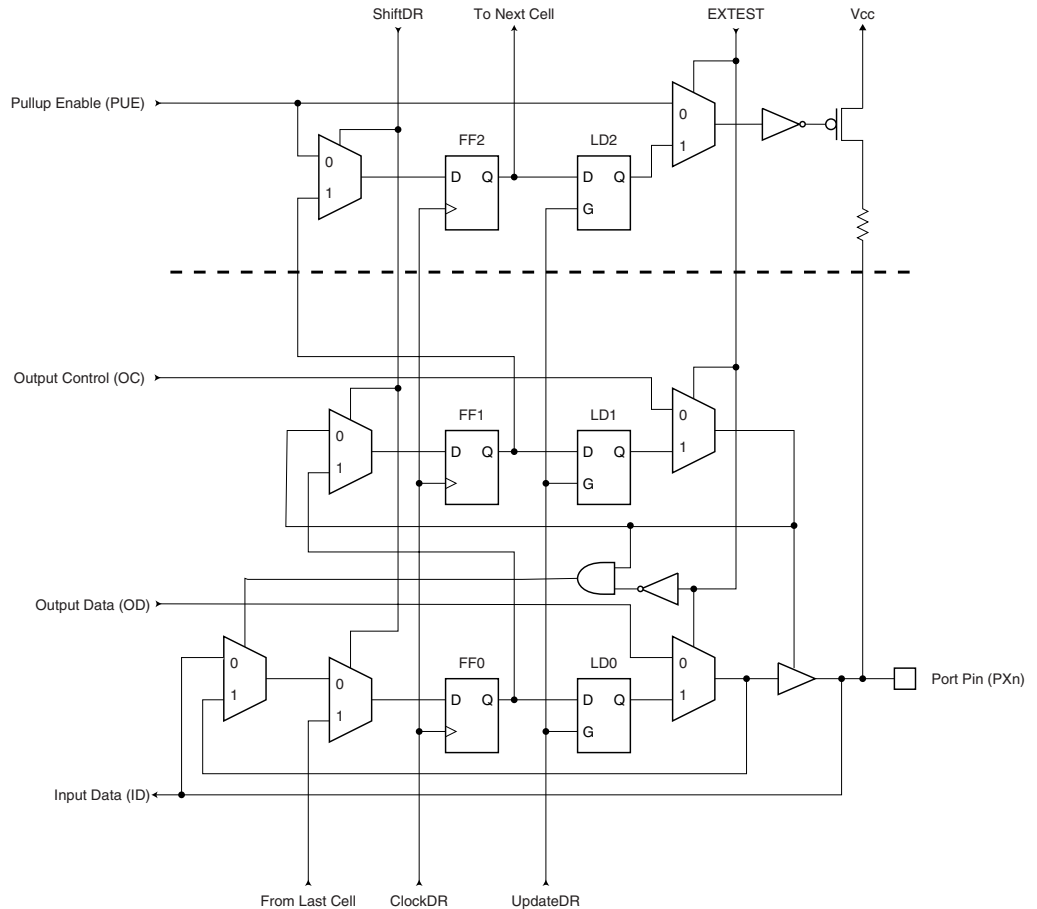 ShiftDR To Next Cell EXTEST Vcc
Pullup Enable (PUE)
0
1
FF2
D Q
LD2
D Q
G
0
1
Output Control (OC)
0
1
FF1
D Q
LD1
D Q
G
0
1
Output Data (OD)
0
1
0
1
FF0
D Q
LD0
D Q
G
0
1
Port Pin (PXn)
Input Data (ID)
From Last Cell ClockDR UpdateDR